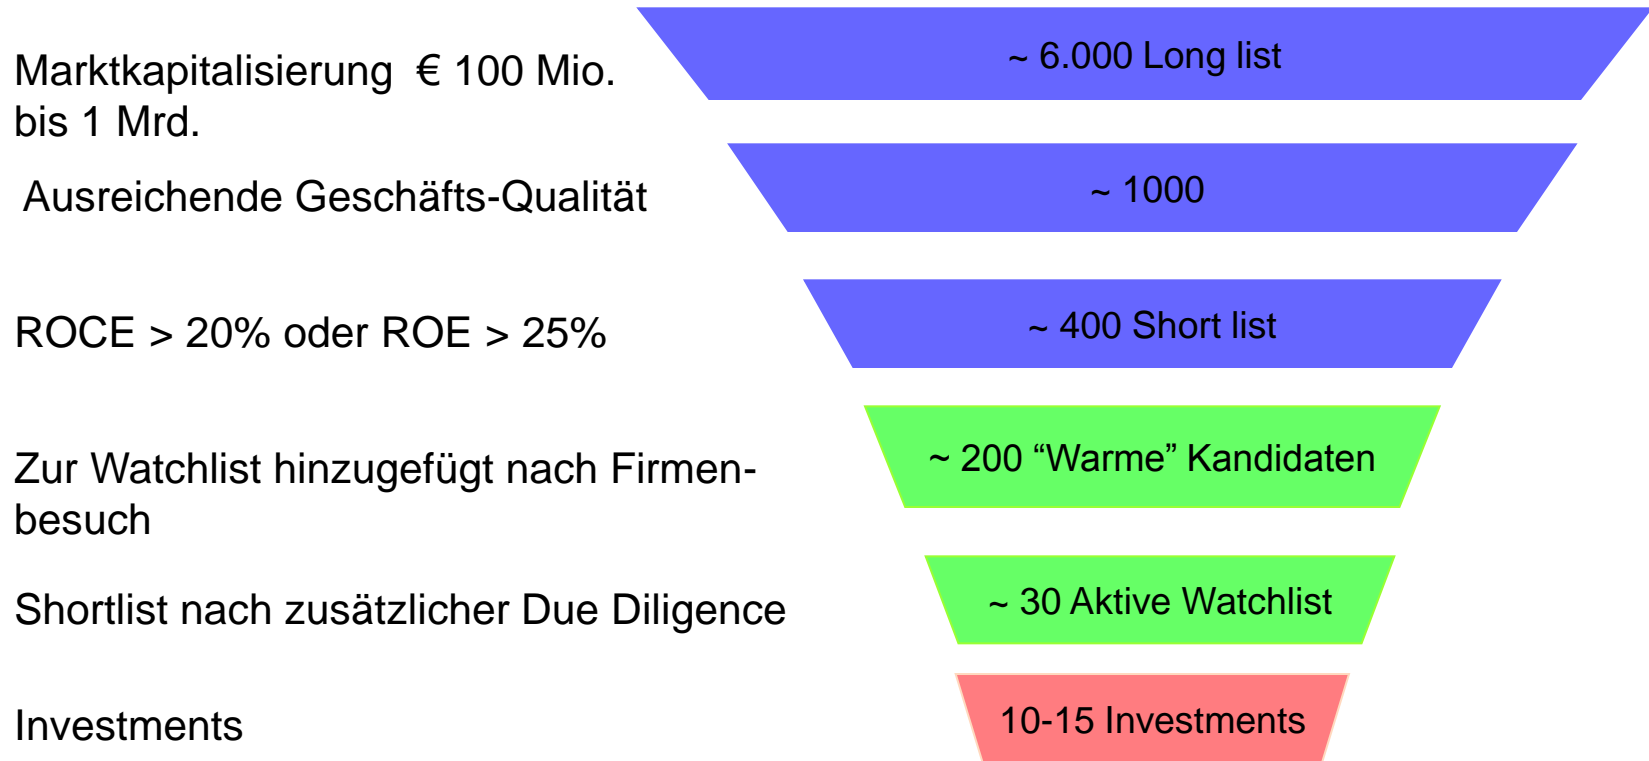 Marktkapitalisierung € 100 Mio.
bis 1 Mrd.
~ 6.000 Long list
Ausreichende Geschäfts-Qualität
~ 1000
ROCE > 20% oder ROE > 25%
~ 400 Short list
Zur Watchlist hinzugefügt nach Firmen-
besuch
~ 200 “Warme” Kandidaten
Shortlist nach zusätzlicher Due Diligence
~ 30 Aktive Watchlist
Investments
10-15 Investments